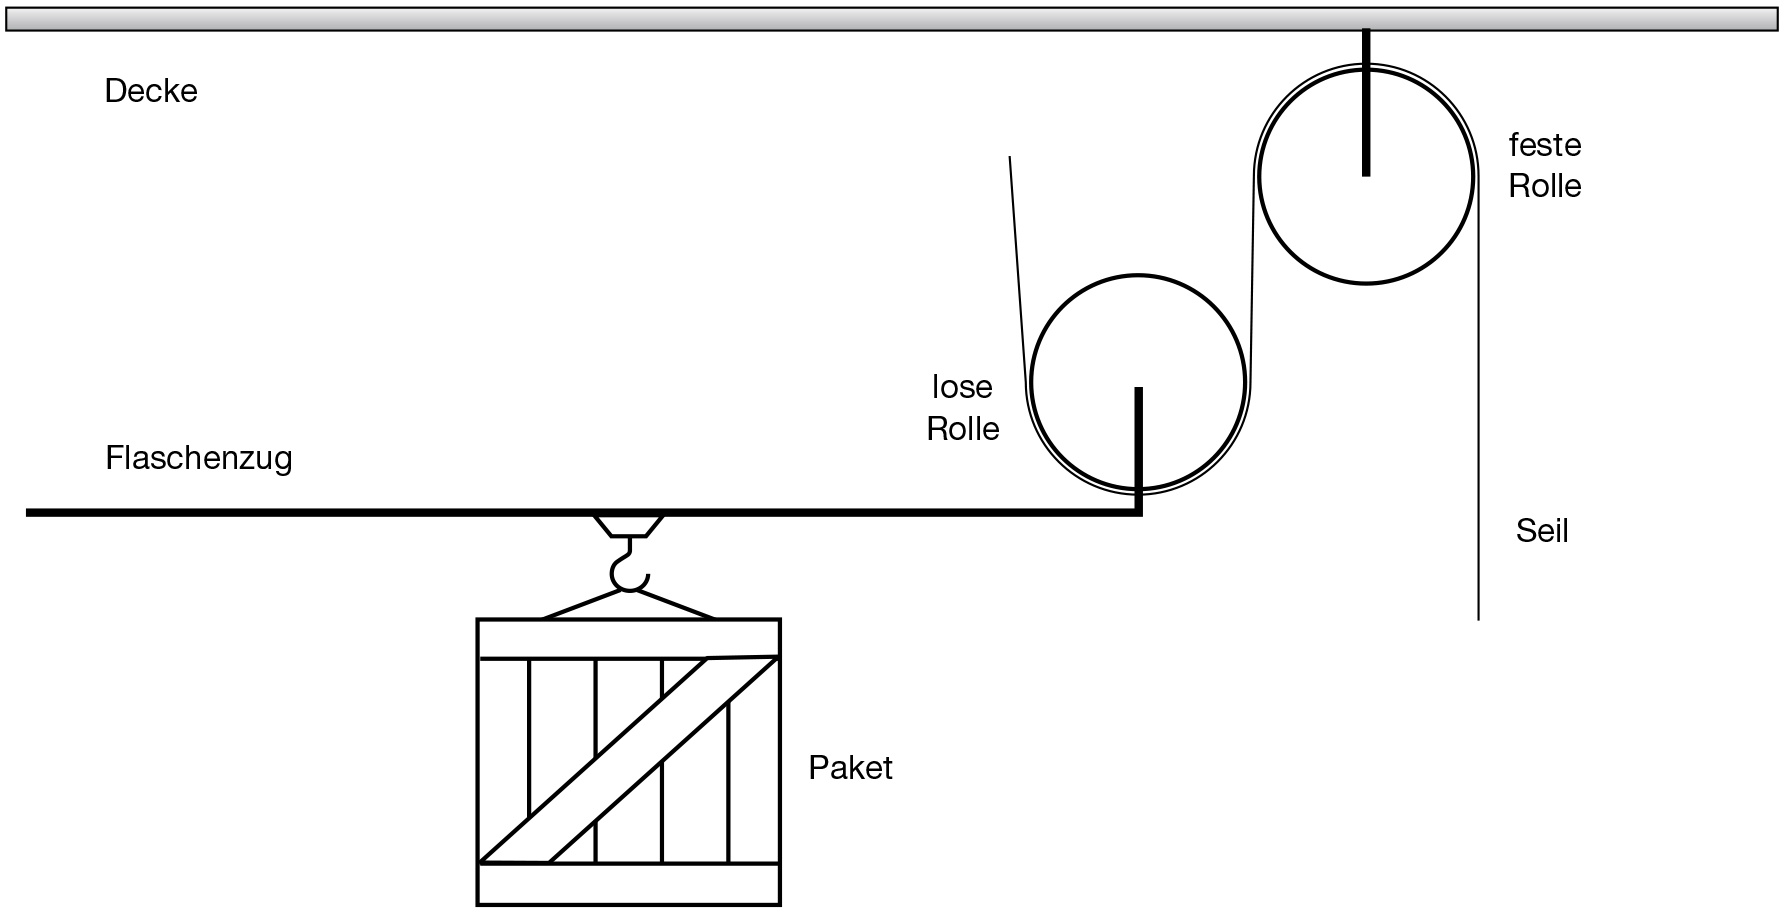 Decke
feste
Rolle
lose
Rolle
Flaschenzug
Seil
Paket